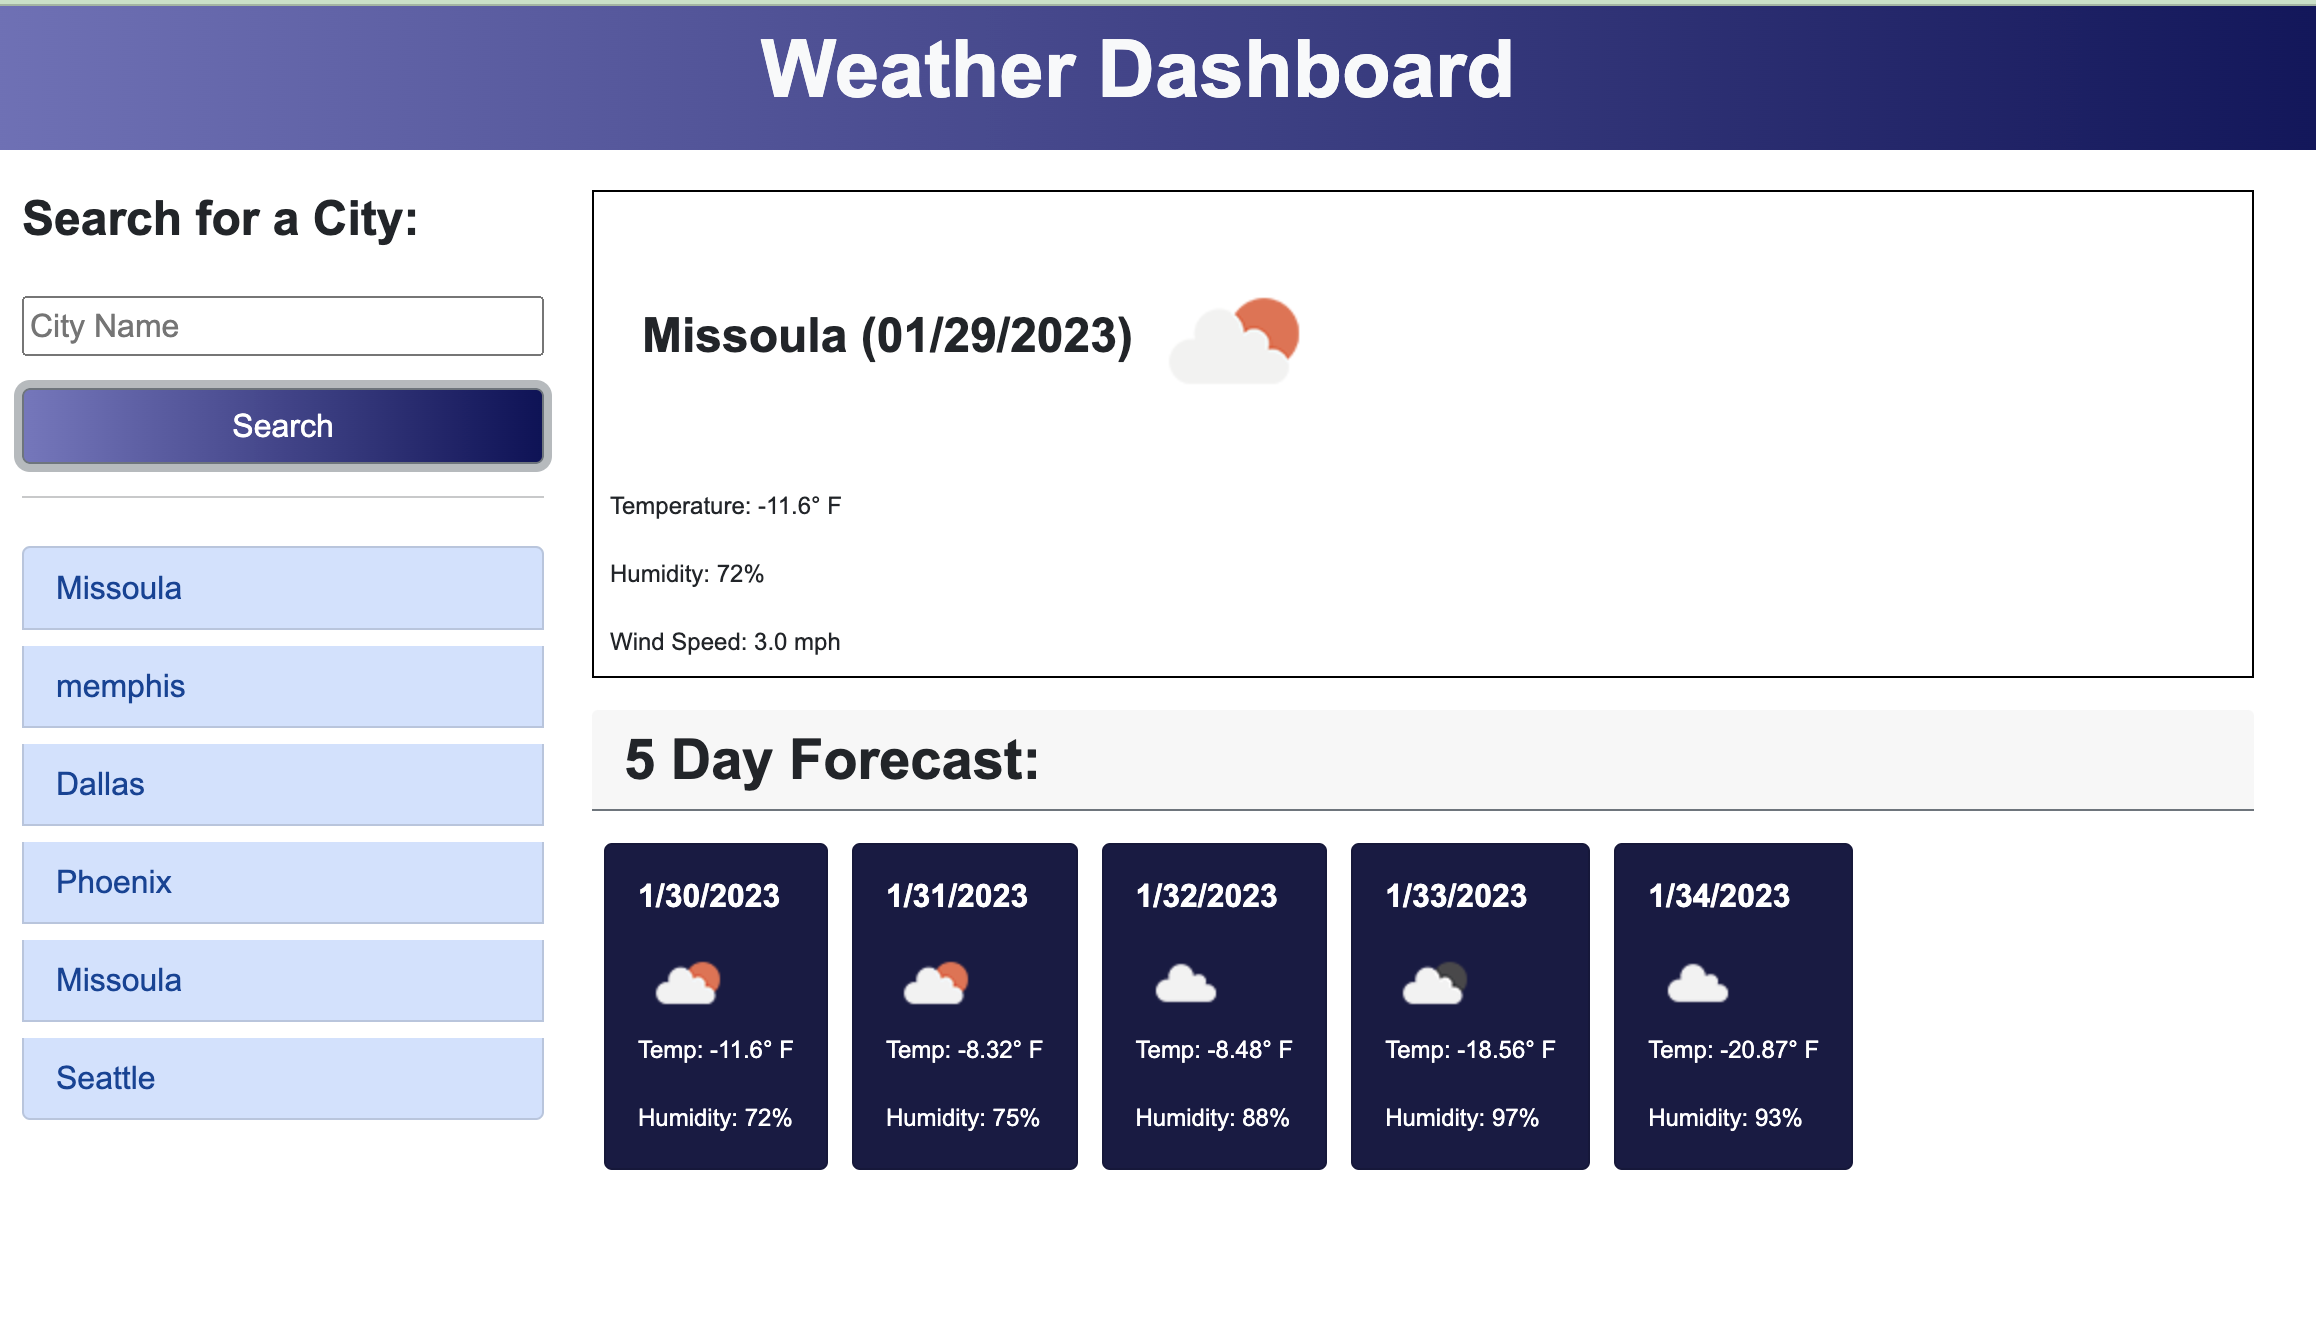 Weather Dashboard
Search for a City:
City Name
Search
Missoula
memphis
Dallas
Phoenix
Missoula
Seattle
Missoula (01/29/2023)
Temperature: -11.6° F
Humidity: 72%
Wind Speed: 3.0 mph
5 Day Forecast:
1/30/2023
Temp: -11.6° F
Humidity: 72%
1/31/2023
Temp: -8.32° F
Humidity: 75%
1/32/2023
Temp: -8.48° F
Humidity: 88%
1/33/2023
Temp: -18.56° F
Humidity: 97%
1/34/2023
Temp: -20.87° F
Humidity: 93%